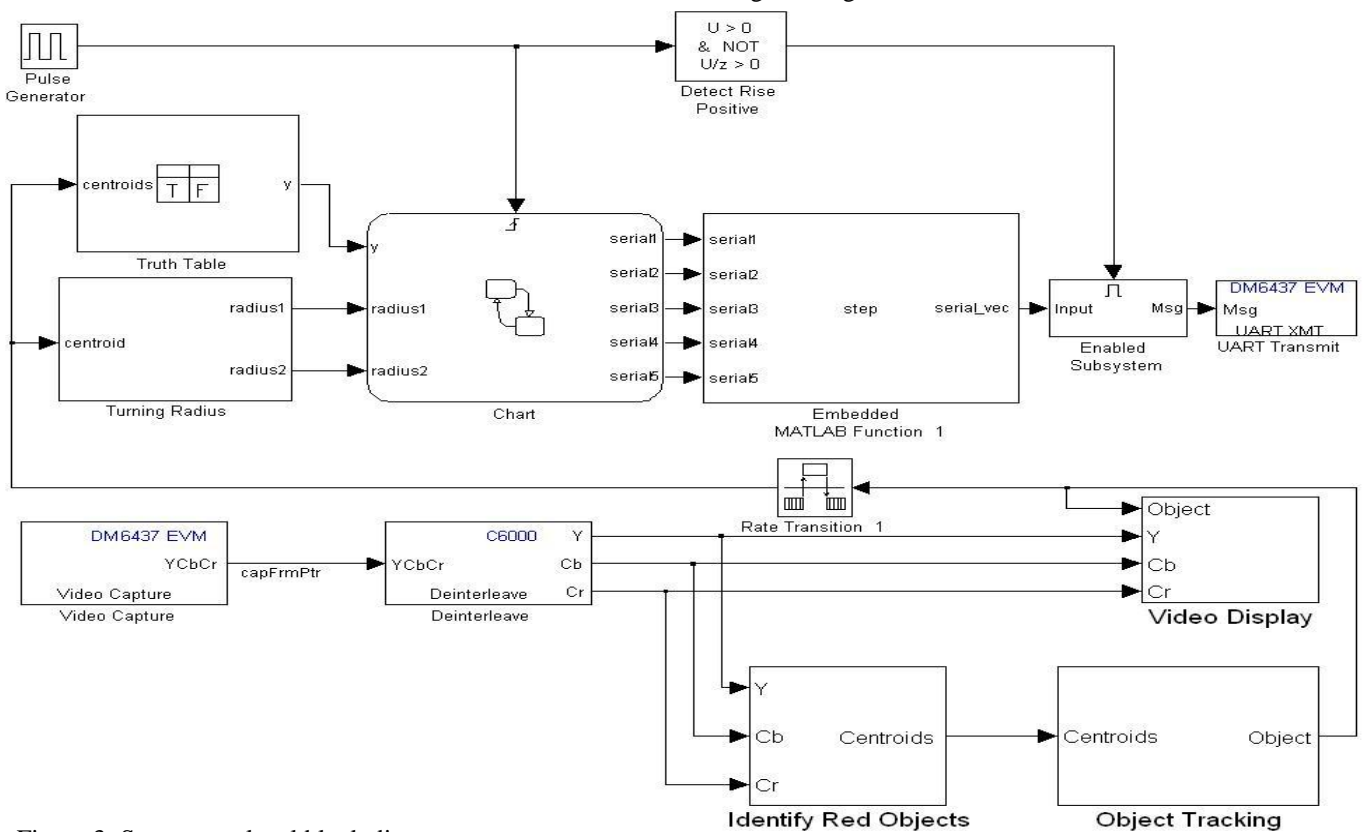 U > 0
& NOT
U/z > 0
Pulse
Generator
Detect Rise
Positive
centroids
T F
y
Truth Table
centroid
radius1
radius2
Turning Radius
y
radius1
radius2
serial1
serial2
serial3
serial4
serial5
Chart
serial1
serial2
serial3
serial4
serial5
step
serial_vec
Embedded
MATLAB Function 1
Input
Msg
Enabled
Subsystem
DM6437 EVM
Msg
UART XMT
UART Transmit
Rate Transition 1
DM6437 EVM
YCbCr
Video Capture
Video Capture
capFrmPtr
C6000
YCbCr
Y
Cb
Cr
Deinterleave
Deinterleave
Object
Y
Cb
Cr
Video Display
Y
Cb
Cr
Centroids
Identify Red Objects
Centroids
Object
Object Tracking